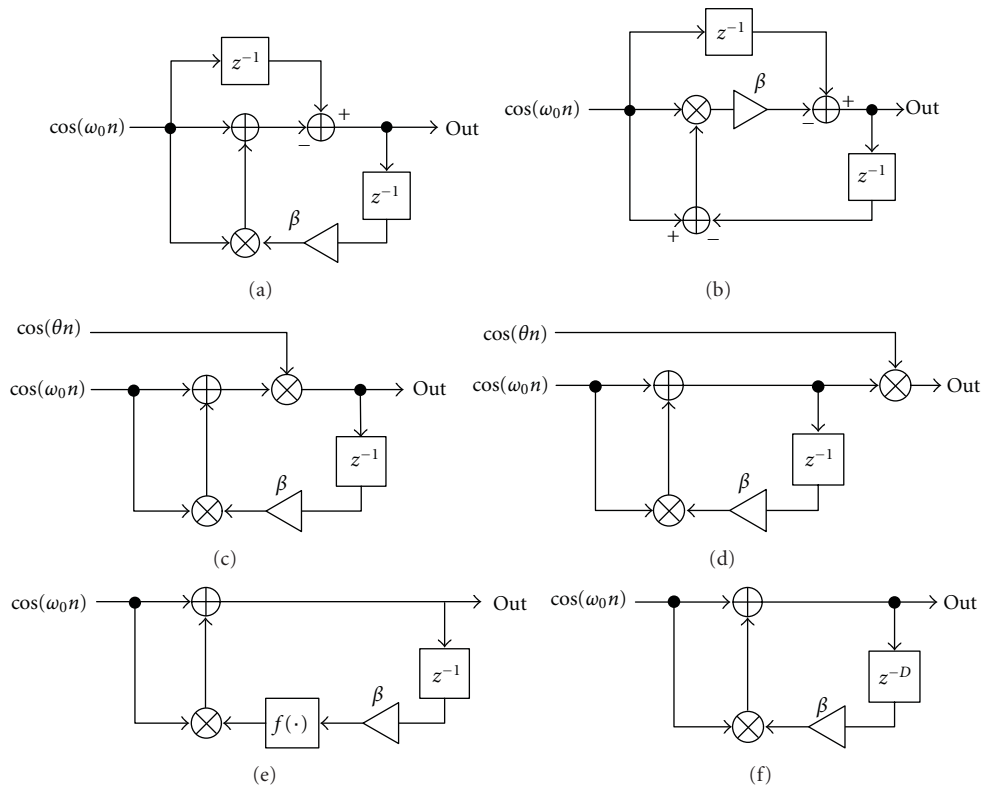 z⁻¹
cos(ω₀n) + − Out
z⁻¹
β
(a)
z⁻¹
β
cos(ω₀n) + − Out
z⁻¹
+ −
(b)
cos(θn)
cos(ω₀n) Out
z⁻¹
β
(c)
cos(θn)
cos(ω₀n) Out
z⁻¹
β
(d)
cos(ω₀n) Out
z⁻¹
β
f(·)
(e)
cos(ω₀n) Out
z⁻ᴰ
β
(f)